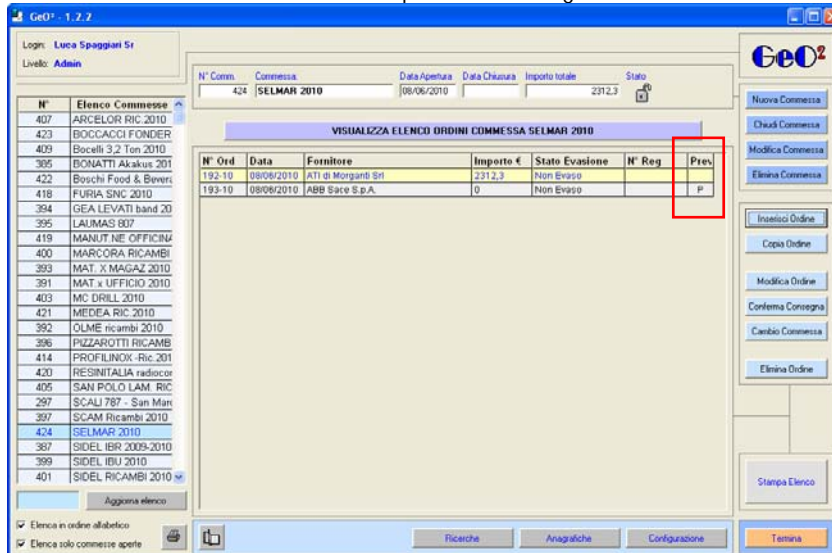 GeO² - 1.2.2
Login: Luca Spaggiari Sr
Livello: Admin
GeO²
N° Comm. Commessa: Data Apertura Data Chiusura Importo totale Stato
424 SELMAR 2010 08/06/2010 2312,3
VISUALIZZA ELENCO ORDINI COMMESSA SELMAR 2010
N° Ord Data Fornitore Importo € Stato Evasione N° Reg Prev
192-10 08/06/2010 ATI di Morganti Srl 2312,3 Non Evaso
193-10 08/06/2010 ABB Sace S.p.A. 0 Non Evaso P
N° Elenco Commesse
407 ARCELOR RIC.2010
423 BOCCACCI FONDER
409 Bocelli 3,2 Ton 2010
385 BONATTI Akakus 201
422 Boschi Food & Bevera
418 FURIA SNC 2010
394 GEA LEVATI band 20
395 LAUMAS 807
419 MANUT.NE OFFICINA
400 MARCORA RICAMBI
393 MAT. X MAGAZ 2010
391 MAT.x UFFICIO 2010
403 MC DRILL 2010
421 MEDEA RIC.2010
392 OLME ricambi 2010
396 PIZZAROTTI RICAMB
414 PROFILINOX -Ric.201
420 RESINITALIA radiocor
405 SAN POLO LAM. RIC
297 SCALI 787 - San Marc
397 SCAM Ricambi 2010
424 SELMAR 2010
387 SIDEL IBR 2009-2010
399 SIDEL IBU 2010
401 SIDEL RICAMBI 2010
Aggiorna elenco
Elenca in ordine alfabetico
Elenca solo commesse aperte
Ricerche Anagrafiche Configurazione
Nuova Commessa
Chiudi Commessa
Modifica Commessa
Elimina Commessa
Inserisci Ordine
Copia Ordine
Modifica Ordine
Conferma Consegna
Cambio Commessa
Elimina Ordine
Stampa Elenco
Termina